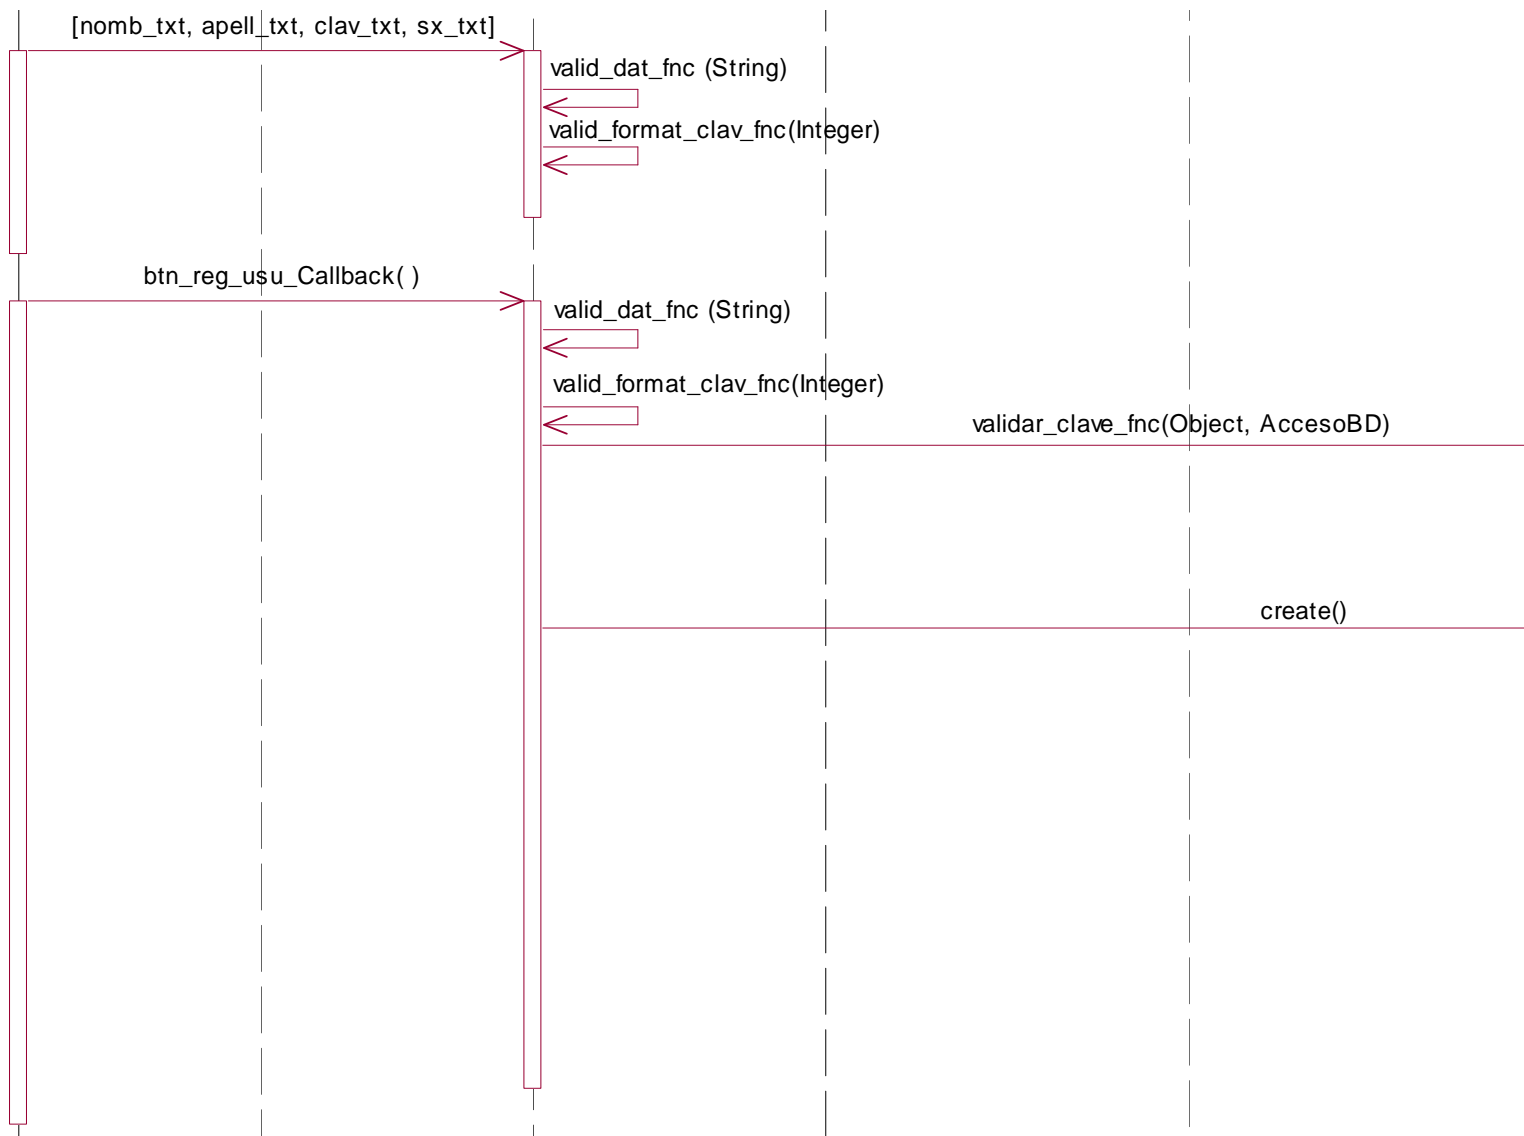 [nomb_txt, apell_txt, clav_txt, sx_txt]
valid_dat_fnc (String)
valid_format_clav_fnc(Integer)
btn_reg_usu_Callback( )
valid_dat_fnc (String)
valid_format_clav_fnc(Integer)
validar_clave_fnc(Object, AccesoBD)
create()